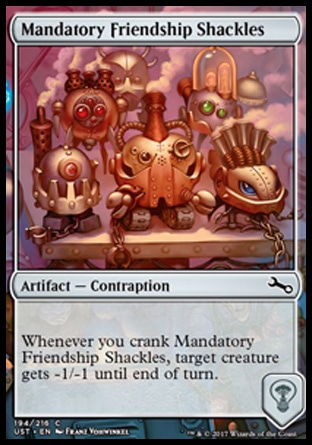 Mandatory Friendship Shackles
Artifact — Contraption
Whenever you crank Mandatory
Friendship Shackles, target creature
gets -1/-1 until end of turn.
194/216 C
UST • EN Franz Vohwinkel
™ & © 2017 Wizards of the Coast